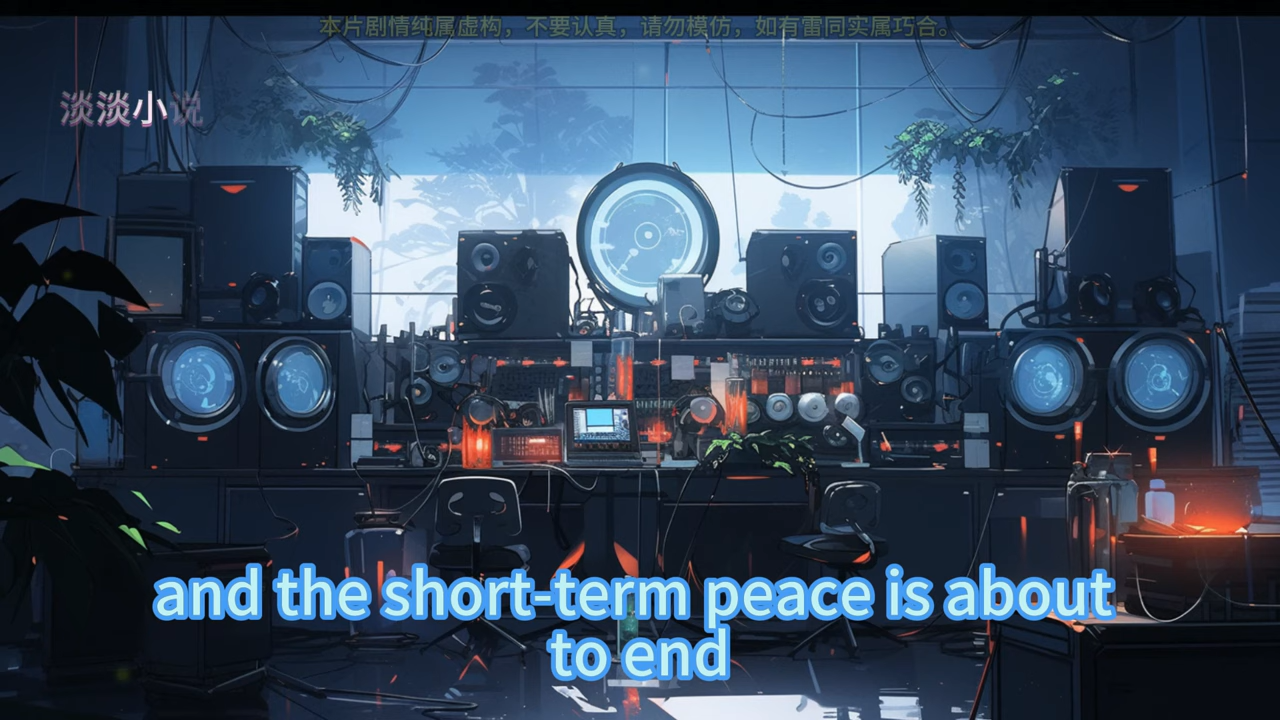 本片剧情纯属虚构，不要认真，请勿模仿，如有雷同实属巧合。
淡淡小说
and the short-term peace is about
to end